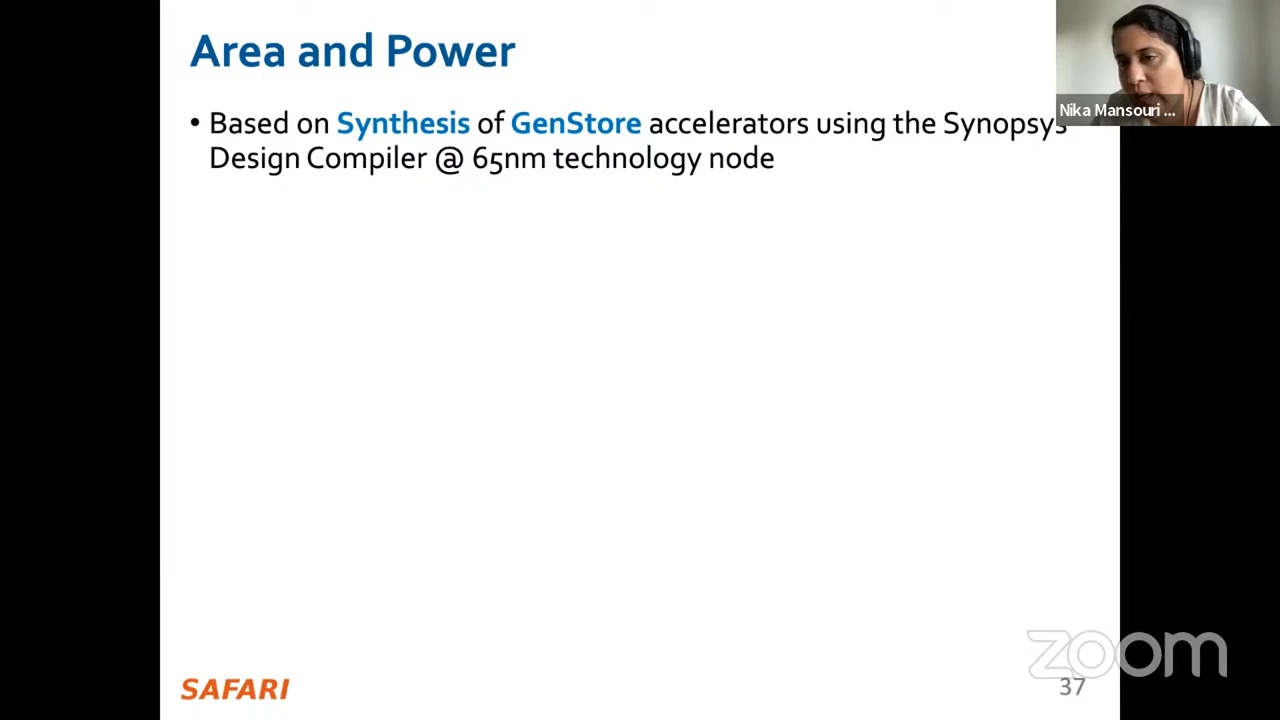 Area and Power
Nika Mansouri ...
• Based on Synthesis of GenStore accelerators using the Synopsys
Design Compiler @ 65nm technology node
zoom
SAFARI
37